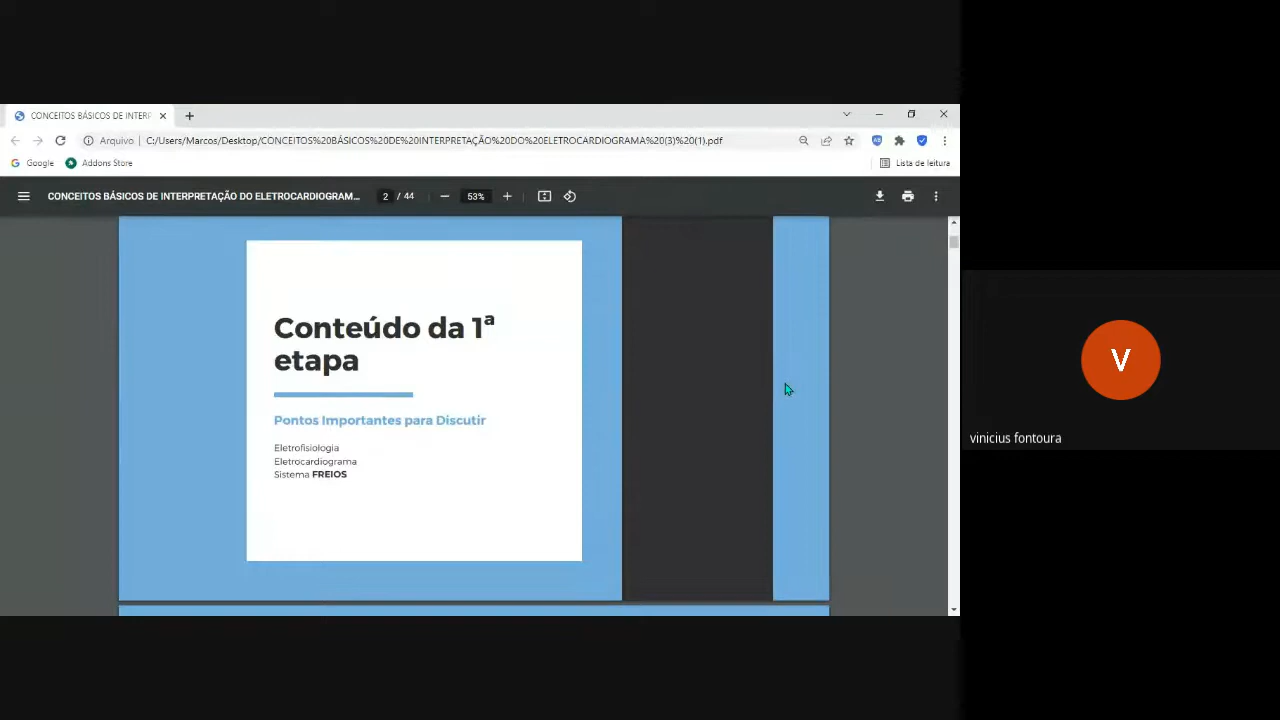 CONCEITOS BÁSICOS DE INTERP
Arquivo C:/Users/Marcos/Desktop/CONCEITOS%20BÁSICOS%20DE%20INTERPRETAÇÃO%20DO%20ELETROCARDIOGRAMA%20(3)%20(1).pdf
Google Addons Store Lista de leitura
CONCEITOS BÁSICOS DE INTERPRETAÇÃO DO ELETROCARDIOGRAM... 2 / 44 53%
Conteúdo da 1ª
etapa
Pontos Importantes para Discutir
Eletrofisiologia
Eletrocardiograma
Sistema FREIOS
V
vinicius fontoura